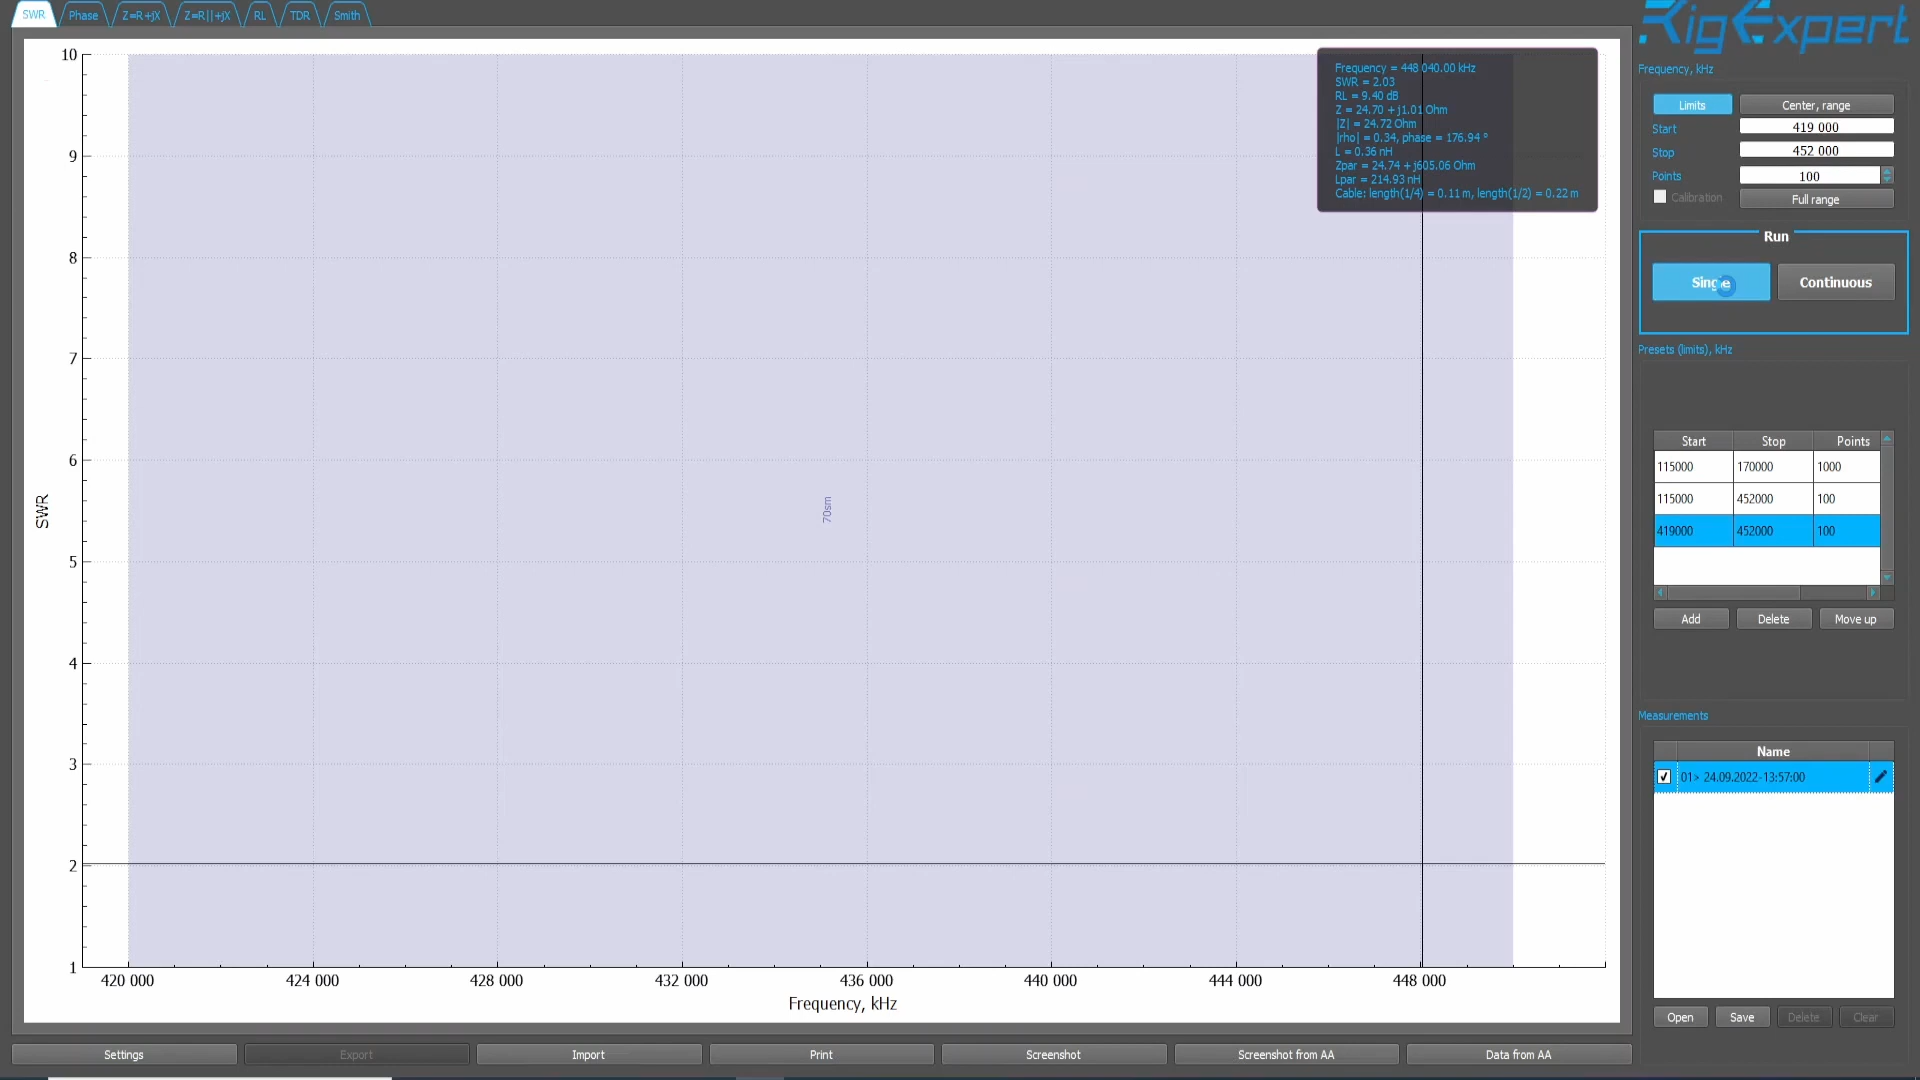 SWR
Phase
Z=R+jX
Z=R||+jX
RL
TDR
Smith
RigExpert
10
9
8
7
6
5
4
3
2
1
SWR
70sm
Frequency = 448 040.00 kHz
SWR = 2.03
RL = 9.40 dB
Z = 24.70 + j1.01 Ohm
|Z| = 24.72 Ohm
|rho| = 0.34, phase = 176.94 °
L = 0.36 nH
Zpar = 24.74 + j605.06 Ohm
Lpar = 214.93 nH
Cable: length(1/4) = 0.11 m, length(1/2) = 0.22 m
420 000
424 000
428 000
432 000
436 000
440 000
444 000
448 000
Frequency, kHz
Frequency, kHz
Limits
Center, range
Start
419 000
Stop
452 000
Points
100
Calibration
Full range
Run
Single
Continuous
Presets (limits), kHz
Start Stop Points
115000 170000 1000
115000 452000 100
419000 452000 100
Add
Delete
Move up
Measurements
Name
01> 24.09.2022-13:57:00
Open
Save
Delete
Clear
Settings
Export
Import
Print
Screenshot
Screenshot from AA
Data from AA